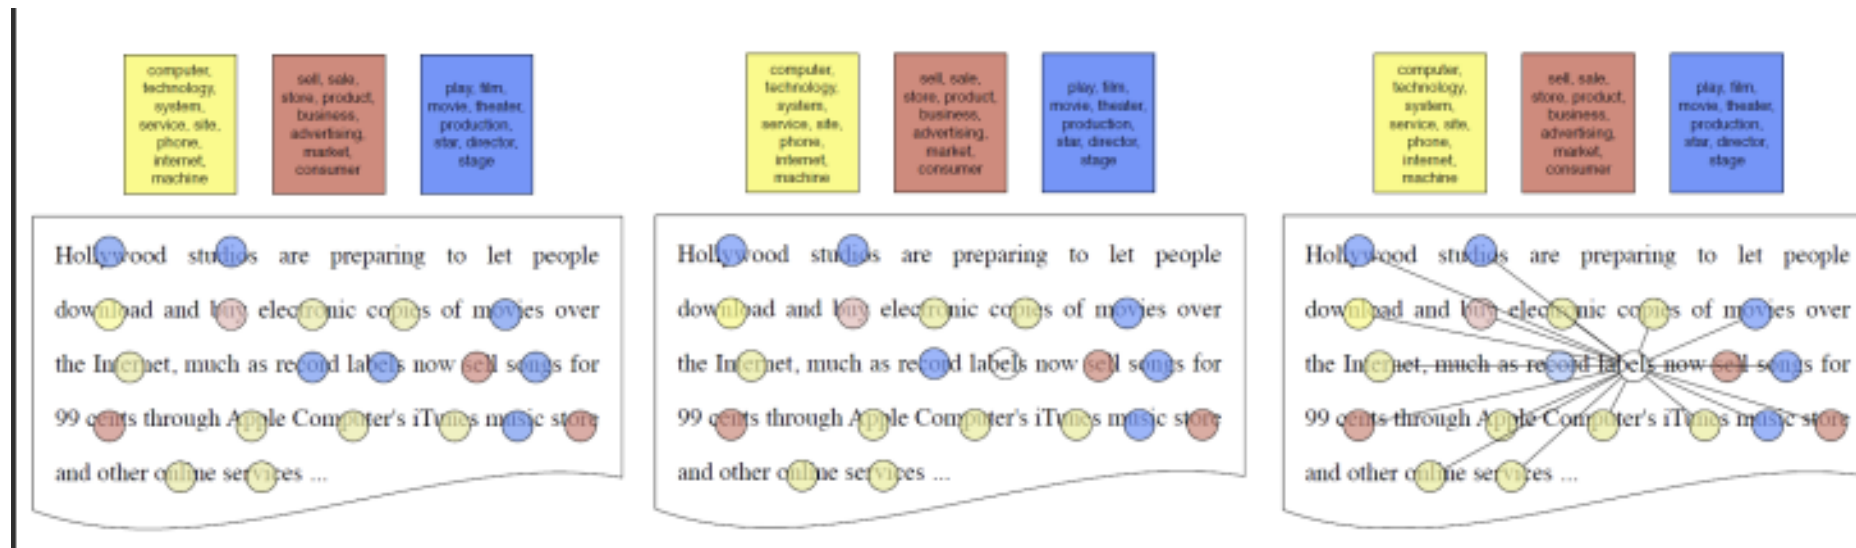 computer,
technology,
system,
service, site,
phone,
internet,
machine
sell, sale,
store, product,
business,
advertising,
market,
consumer
play, film,
movie, theater,
production,
star, director,
stage
Hollywood studios are preparing to let people
download and buy electronic copies of movies over
the Internet, much as record labels now sell songs for
99 cents through Apple Computer's iTunes music store
and other online services ...
computer,
technology,
system,
service, site,
phone,
internet,
machine
sell, sale,
store, product,
business,
advertising,
market,
consumer
play, film,
movie, theater,
production,
star, director,
stage
Hollywood studios are preparing to let people
download and buy electronic copies of movies over
the Internet, much as record labels now sell songs for
99 cents through Apple Computer's iTunes music store
and other online services ...
computer,
technology,
system,
service, site,
phone,
internet,
machine
sell, sale,
store, product,
business,
advertising,
market,
consumer
play, film,
movie, theater,
production,
star, director,
stage
Hollywood studios are preparing to let people
download and buy electronic copies of movies over
the Internet, much as record labels now sell songs for
99 cents through Apple Computer's iTunes music store
and other online services ...